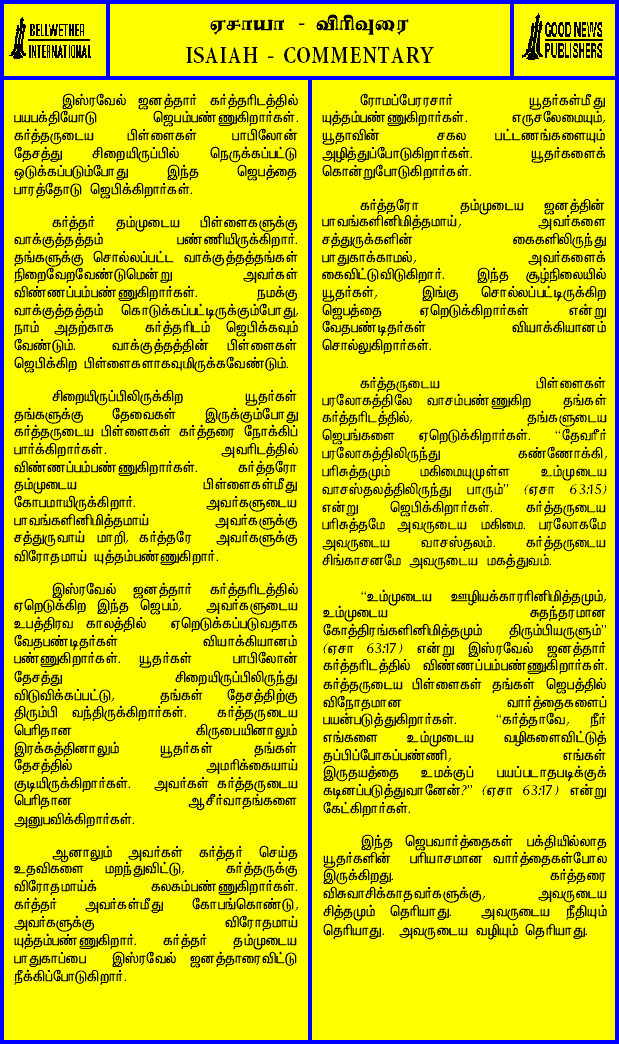 BELLWETHER
INTERNATIONAL
ஏசாயா - விரிவுரை
ISAIAH - COMMENTARY
GOOD NEWS
PUBLISHERS
இஸ்ரவேல் ஜனத்தார் கர்த்தரிடத்தில்
பயபக்தியோடு ஜெபம்பண்ணுகிறார்கள்.
கர்த்தருடைய பிள்ளைகள் பாபிலோன்
தேசத்து சிறையிருப்பில் நெருக்கப்பட்டு
ஒடுக்கப்படும்போது இந்த ஜெபத்தை
பாரத்தோடு ஜெபிக்கிறார்கள்.
கர்த்தர் தம்முடைய பிள்ளைகளுக்கு
வாக்குத்தத்தம் பண்ணியிருக்கிறார்.
தங்களுக்கு சொல்லப்பட்ட வாக்குத்தத்தங்கள்
நிறைவேறவேண்டுமென்று அவர்கள்
விண்ணப்பம்பண்ணுகிறார்கள். நமக்கு
வாக்குத்தத்தம் கொடுக்கப்பட்டிருக்கும்போது,
நாம் அதற்காக கர்த்தரிடம் ஜெபிக்கவும்
வேண்டும். வாக்குத்தத்தின் பிள்ளைகள்
ஜெபிக்கிற பிள்ளைகளாகவுமிருக்கவேண்டும்.
சிறையிருப்பிலிருக்கிற யூதர்கள்
தங்களுக்கு தேவைகள் இருக்கும்போது
கர்த்தருடைய பிள்ளைகள் கர்த்தரை நோக்கிப்
பார்க்கிறார்கள். அவரிடத்தில்
விண்ணப்பம்பண்ணுகிறார்கள். கர்த்தரோ
தம்முடைய பிள்ளைகள்மீது
கோபமாயிருக்கிறார். அவர்களுடைய
பாவங்களினிமித்தமாய் அவர்களுக்கு
சத்துருவாய் மாறி, கர்த்தரே அவர்களுக்கு
விரோதமாய் யுத்தம்பண்ணுகிறார்.
இஸ்ரவேல் ஜனத்தார் கர்த்தரிடத்தில்
ஏறெடுக்கிற இந்த ஜெபம், அவர்களுடைய
உபத்திரவ காலத்தில் ஏறெடுக்கப்படுவதாக
வேதபண்டிதர்கள் வியாக்கியானம்
பண்ணுகிறார்கள். யூதர்கள் பாபிலோன்
தேசத்து சிறையிருப்பிலிருந்து
விடுவிக்கப்பட்டு, தங்கள் தேசத்திற்கு
திரும்பி வந்திருக்கிறார்கள். கர்த்தருடைய
பெரிதான கிருபையினாலும்
இரக்கத்தினாலும் யூதர்கள் தங்கள்
தேசத்தில் அமரிக்கையாய்
குடியிருக்கிறார்கள். அவர்கள் கர்த்தருடைய
பெரிதான ஆசீர்வாதங்களை
அனுபவிக்கிறார்கள்.
ஆனாலும் அவர்கள் கர்த்தர் செய்த
உதவிகளை மறந்துவிட்டு, கர்த்தருக்கு
விரோதமாய்க் கலகம்பண்ணுகிறார்கள்.
கர்த்தர் அவர்கள்மீது கோபங்கொண்டு,
அவர்களுக்கு விரோதமாய்
யுத்தம்பண்ணுகிறார். கர்த்தர் தம்முடைய
பாதுகாப்பை இஸ்ரவேல் ஜனத்தாரைவிட்டு
நீக்கிப்போடுகிறார்.
ரோமப்பேரரசார் யூதர்கள்மீது
யுத்தம்பண்ணுகிறார்கள். எருசலேமையும்,
யூதாவின் சகல பட்டணங்களையும்
அழித்துப்போடுகிறார்கள். யூதர்களைக்
கொன்றுபோடுகிறார்கள்.
கர்த்தரோ தம்முடைய ஜனத்தின்
பாவங்களினிமித்தமாய், அவர்களை
சத்துருக்களின் கைகளிலிருந்து
பாதுகாக்காமல், அவர்களைக்
கைவிட்டுவிடுகிறார். இந்த சூழ்நிலையில்
யூதர்கள், இங்கு சொல்லப்பட்டிருக்கிற
ஜெபத்தை ஏறெடுக்கிறார்கள் என்று
வேதபண்டிதர்கள் வியாக்கியானம்
சொல்லுகிறார்கள்.
கர்த்தருடைய பிள்ளைகள்
பரலோகத்திலே வாசம்பண்ணுகிற தங்கள்
கர்த்தரிடத்தில், தங்களுடைய
ஜெபங்களை ஏறெடுக்கிறார்கள். "தேவரீர்
பரலோகத்திலிருந்து கண்ணோக்கி,
பரிசுத்தமும் மகிமையுமுள்ள உம்முடைய
வாசஸ்தலத்திலிருந்து பாரும்" (ஏசா 63:15)
என்று ஜெபிக்கிறார்கள். கர்த்தருடைய
பரிசுத்தமே அவருடைய மகிமை. பரலோகமே
அவருடைய வாசஸ்தலம். கர்த்தருடைய
சிங்காசனமே அவருடைய மகத்துவம்.
"உம்முடைய ஊழியக்காரரினிமித்தமும்,
உம்முடைய சுதந்தரமான
கோத்திரங்களினிமித்தமும் திரும்பியருளும்"
(ஏசா 63:17) என்று இஸ்ரவேல் ஜனத்தார்
கர்த்தரிடத்தில் விண்ணப்பம்பண்ணுகிறார்கள்.
கர்த்தருடைய பிள்ளைகள் தங்கள் ஜெபத்தில்
விநோதமான வார்த்தைகளைப்
பயன்படுத்துகிறார்கள். "கர்த்தாவே, நீர்
எங்களை உம்முடைய வழிகளைவிட்டுத்
தப்பிப்போகப்பண்ணி, எங்கள்
இருதயத்தை உமக்குப் பயப்படாதபடிக்குக்
கடினப்படுத்துவானேன்?" (ஏசா 63:17) என்று
கேட்கிறார்கள்.
இந்த ஜெபவார்த்தைகள் பக்தியில்லாத
யூதர்களின் பரியாசமான வார்த்தைகள்போல
இருக்கிறது. கர்த்தரை
விசுவாசிக்காதவர்களுக்கு, அவருடைய
சித்தமும் தெரியாது. அவருடைய நீதியும்
தெரியாது. அவருடைய வழியும் தெரியாது.